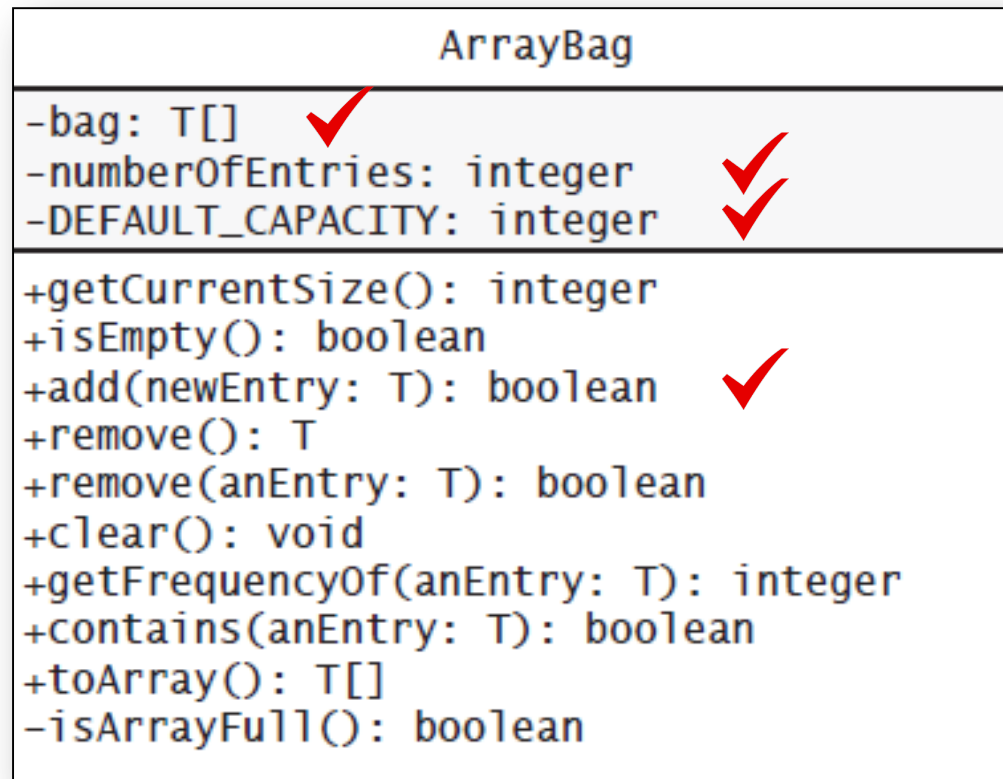 ArrayBag
-bag: T[]
-numberOfEntries: integer
-DEFAULT_CAPACITY: integer
+getCurrentSize(): integer
+isEmpty(): boolean
+add(newEntry: T): boolean
+remove(): T
+remove(anEntry: T): boolean
+clear(): void
+getFrequencyOf(anEntry: T): integer
+contains(anEntry: T): boolean
+toArray(): T[]
-isArrayFull(): boolean